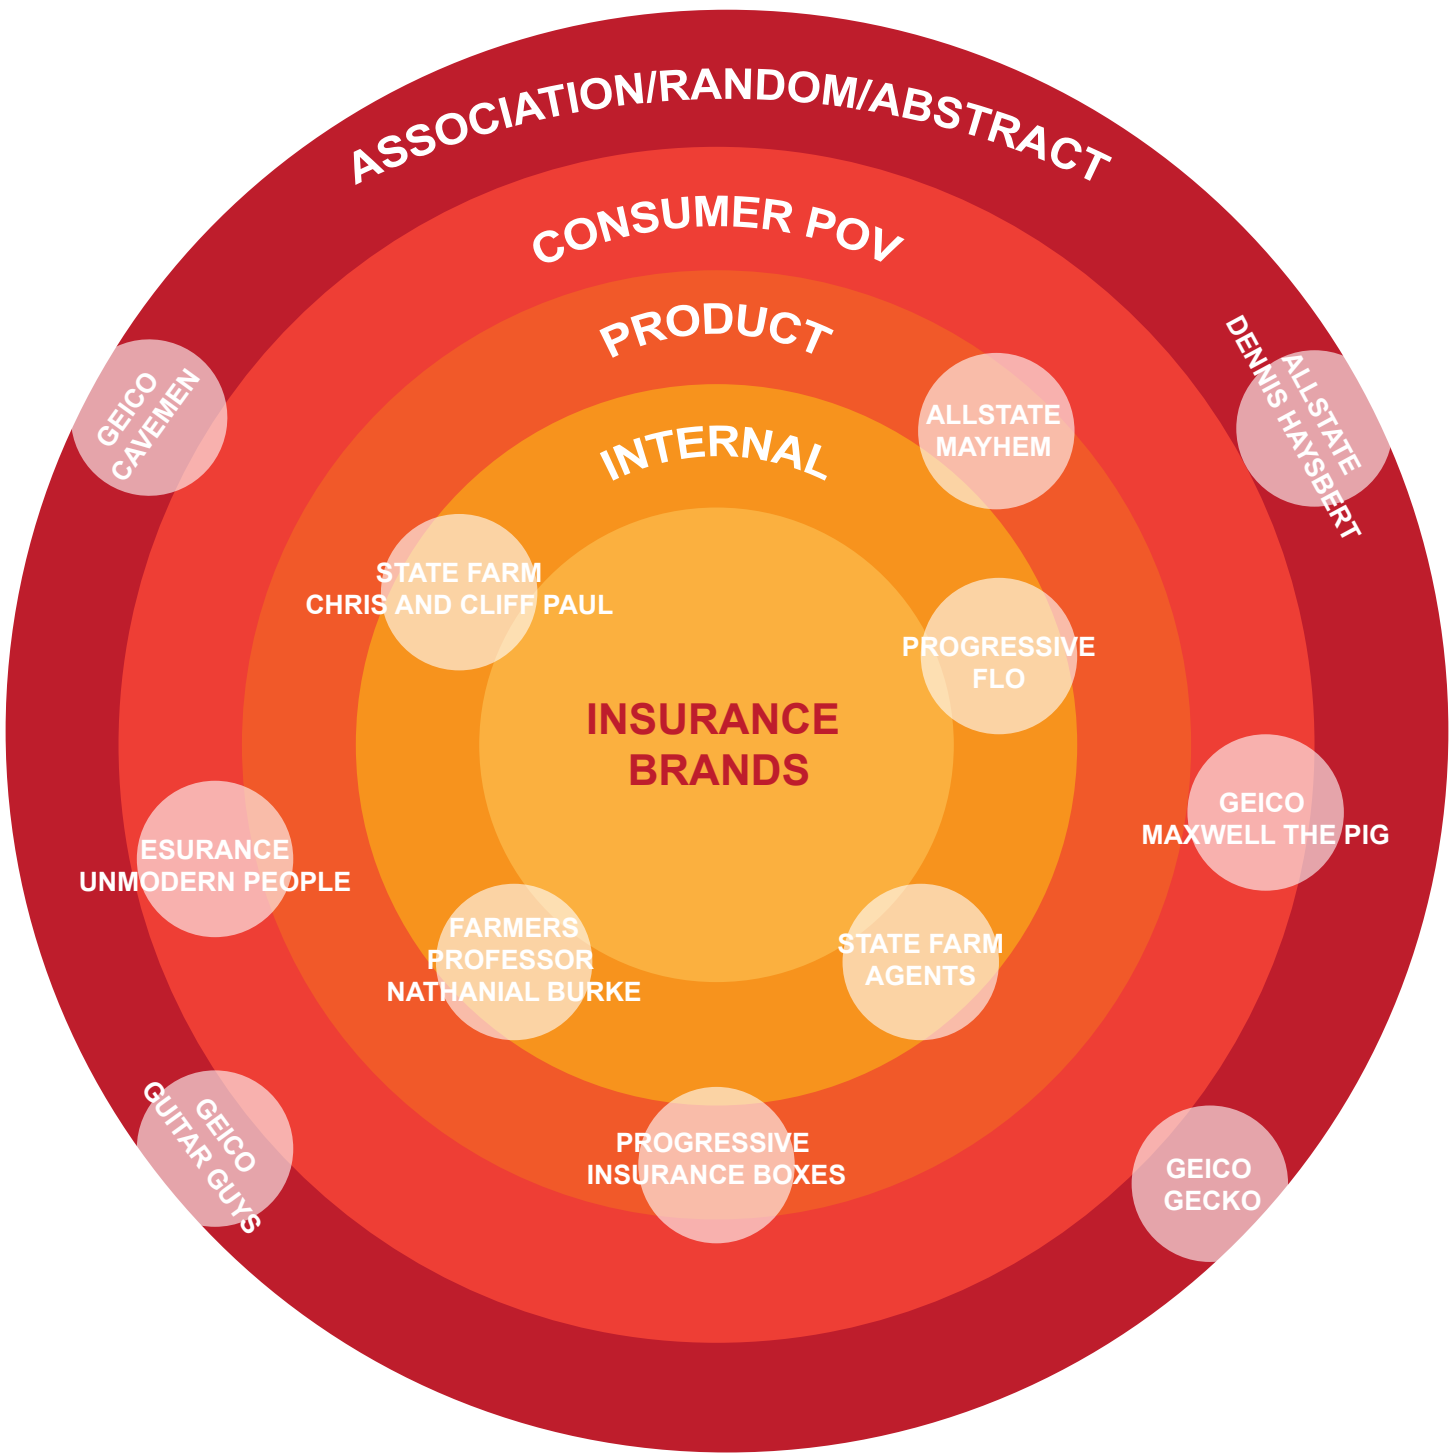 ASSOCIATION/RANDOM/ABSTRACT
CONSUMER POV
PRODUCT
INTERNAL
INSURANCE
BRANDS
GEICO
CAVEMEN
ALLSTATE
MAYHEM
ALLSTATE
DENNIS HAYSBERT
STATE FARM
CHRIS AND CLIFF PAUL
PROGRESSIVE
FLO
GEICO
MAXWELL THE PIG
ESURANCE
UNMODERN PEOPLE
FARMERS
PROFESSOR
NATHANIAL BURKE
STATE FARM
AGENTS
GEICO
GUITAR GUYS
PROGRESSIVE
INSURANCE BOXES
GEICO
GECKO